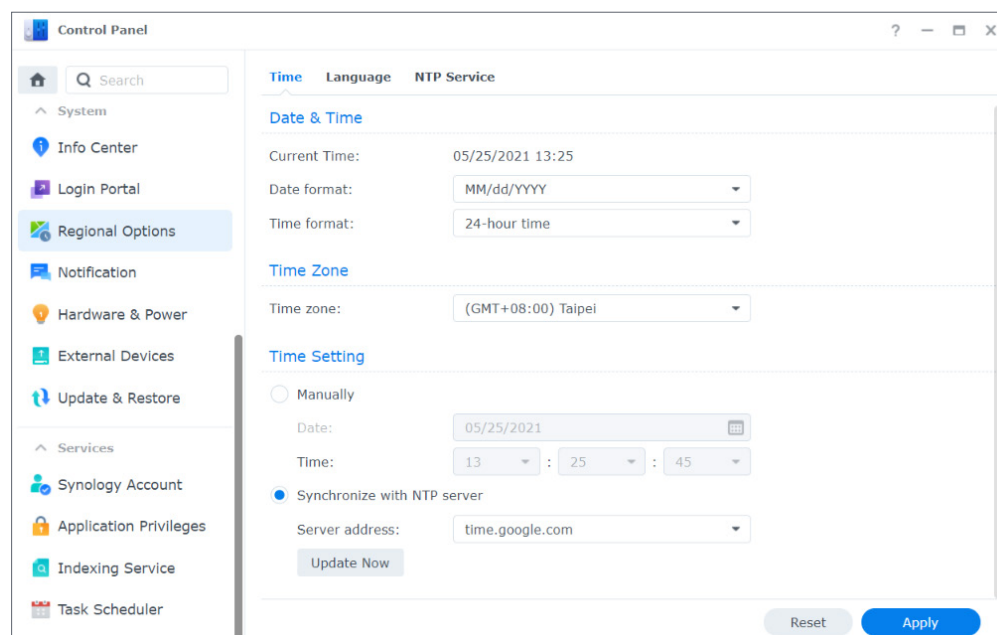 Control Panel
?
Search
System
Info Center
Login Portal
Regional Options
Notification
Hardware & Power
External Devices
Update & Restore
Services
Synology Account
Application Privileges
Indexing Service
Task Scheduler
Time Language NTP Service
Date & Time
Current Time: 05/25/2021 13:25
Date format: MM/dd/YYYY
Time format: 24-hour time
Time Zone
Time zone: (GMT+08:00) Taipei
Time Setting
Manually
Date: 05/25/2021
Time: 13 : 25 : 45
Synchronize with NTP server
Server address: time.google.com
Update Now
Reset Apply